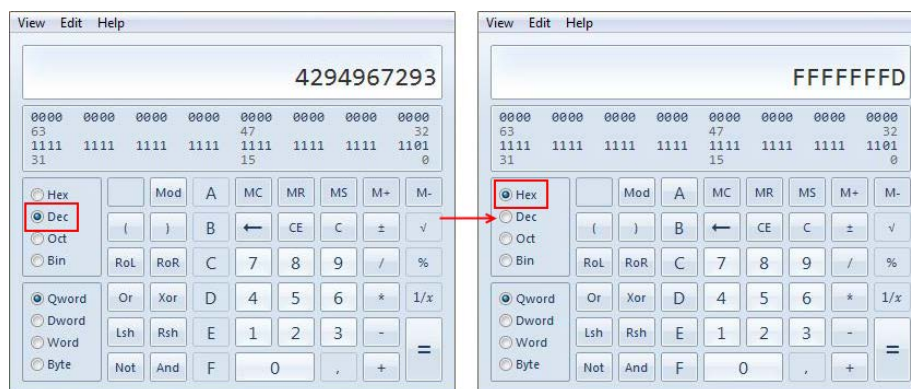 View Edit Help
4294967293
0000 0000 0000 0000 0000 0000 0000 0000
63 47 32
1111 1111 1111 1111 1111 1111 1111 1101
31 15 0
Hex Mod A MC MR MS M+ M-
Dec ( ) B ← CE C ± √
Oct
Bin RoL RoR C 7 8 9 / %
Qword Or Xor D 4 5 6 * 1/x
Dword
Word Lsh Rsh E 1 2 3 - =
Byte Not And F 0 , +
View Edit Help
FFFFFFFD
0000 0000 0000 0000 0000 0000 0000 0000
63 47 32
1111 1111 1111 1111 1111 1111 1111 1101
31 15 0
Hex Mod A MC MR MS M+ M-
Dec ( ) B ← CE C ± √
Oct
Bin RoL RoR C 7 8 9 / %
Qword Or Xor D 4 5 6 * 1/x
Dword
Word Lsh Rsh E 1 2 3 - =
Byte Not And F 0 , +